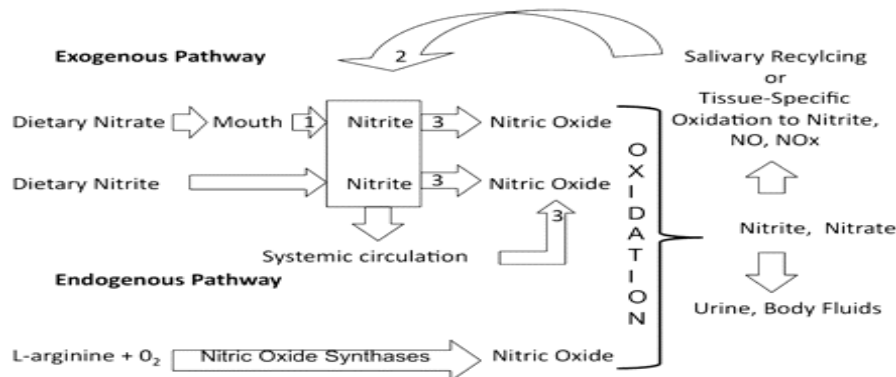 Exogenous Pathway
2
Salivary Recylcing
or
Tissue-Specific
Oxidation to Nitrite,
NO, NOx
Dietary Nitrate Mouth 1 Nitrite 3 Nitric Oxide
Dietary Nitrite Nitrite 3 Nitric Oxide
3
OXIDATION
Nitrite, Nitrate
Systemic circulation
Endogenous Pathway
Urine, Body Fluids
L-arginine + 0₂ Nitric Oxide Synthases Nitric Oxide